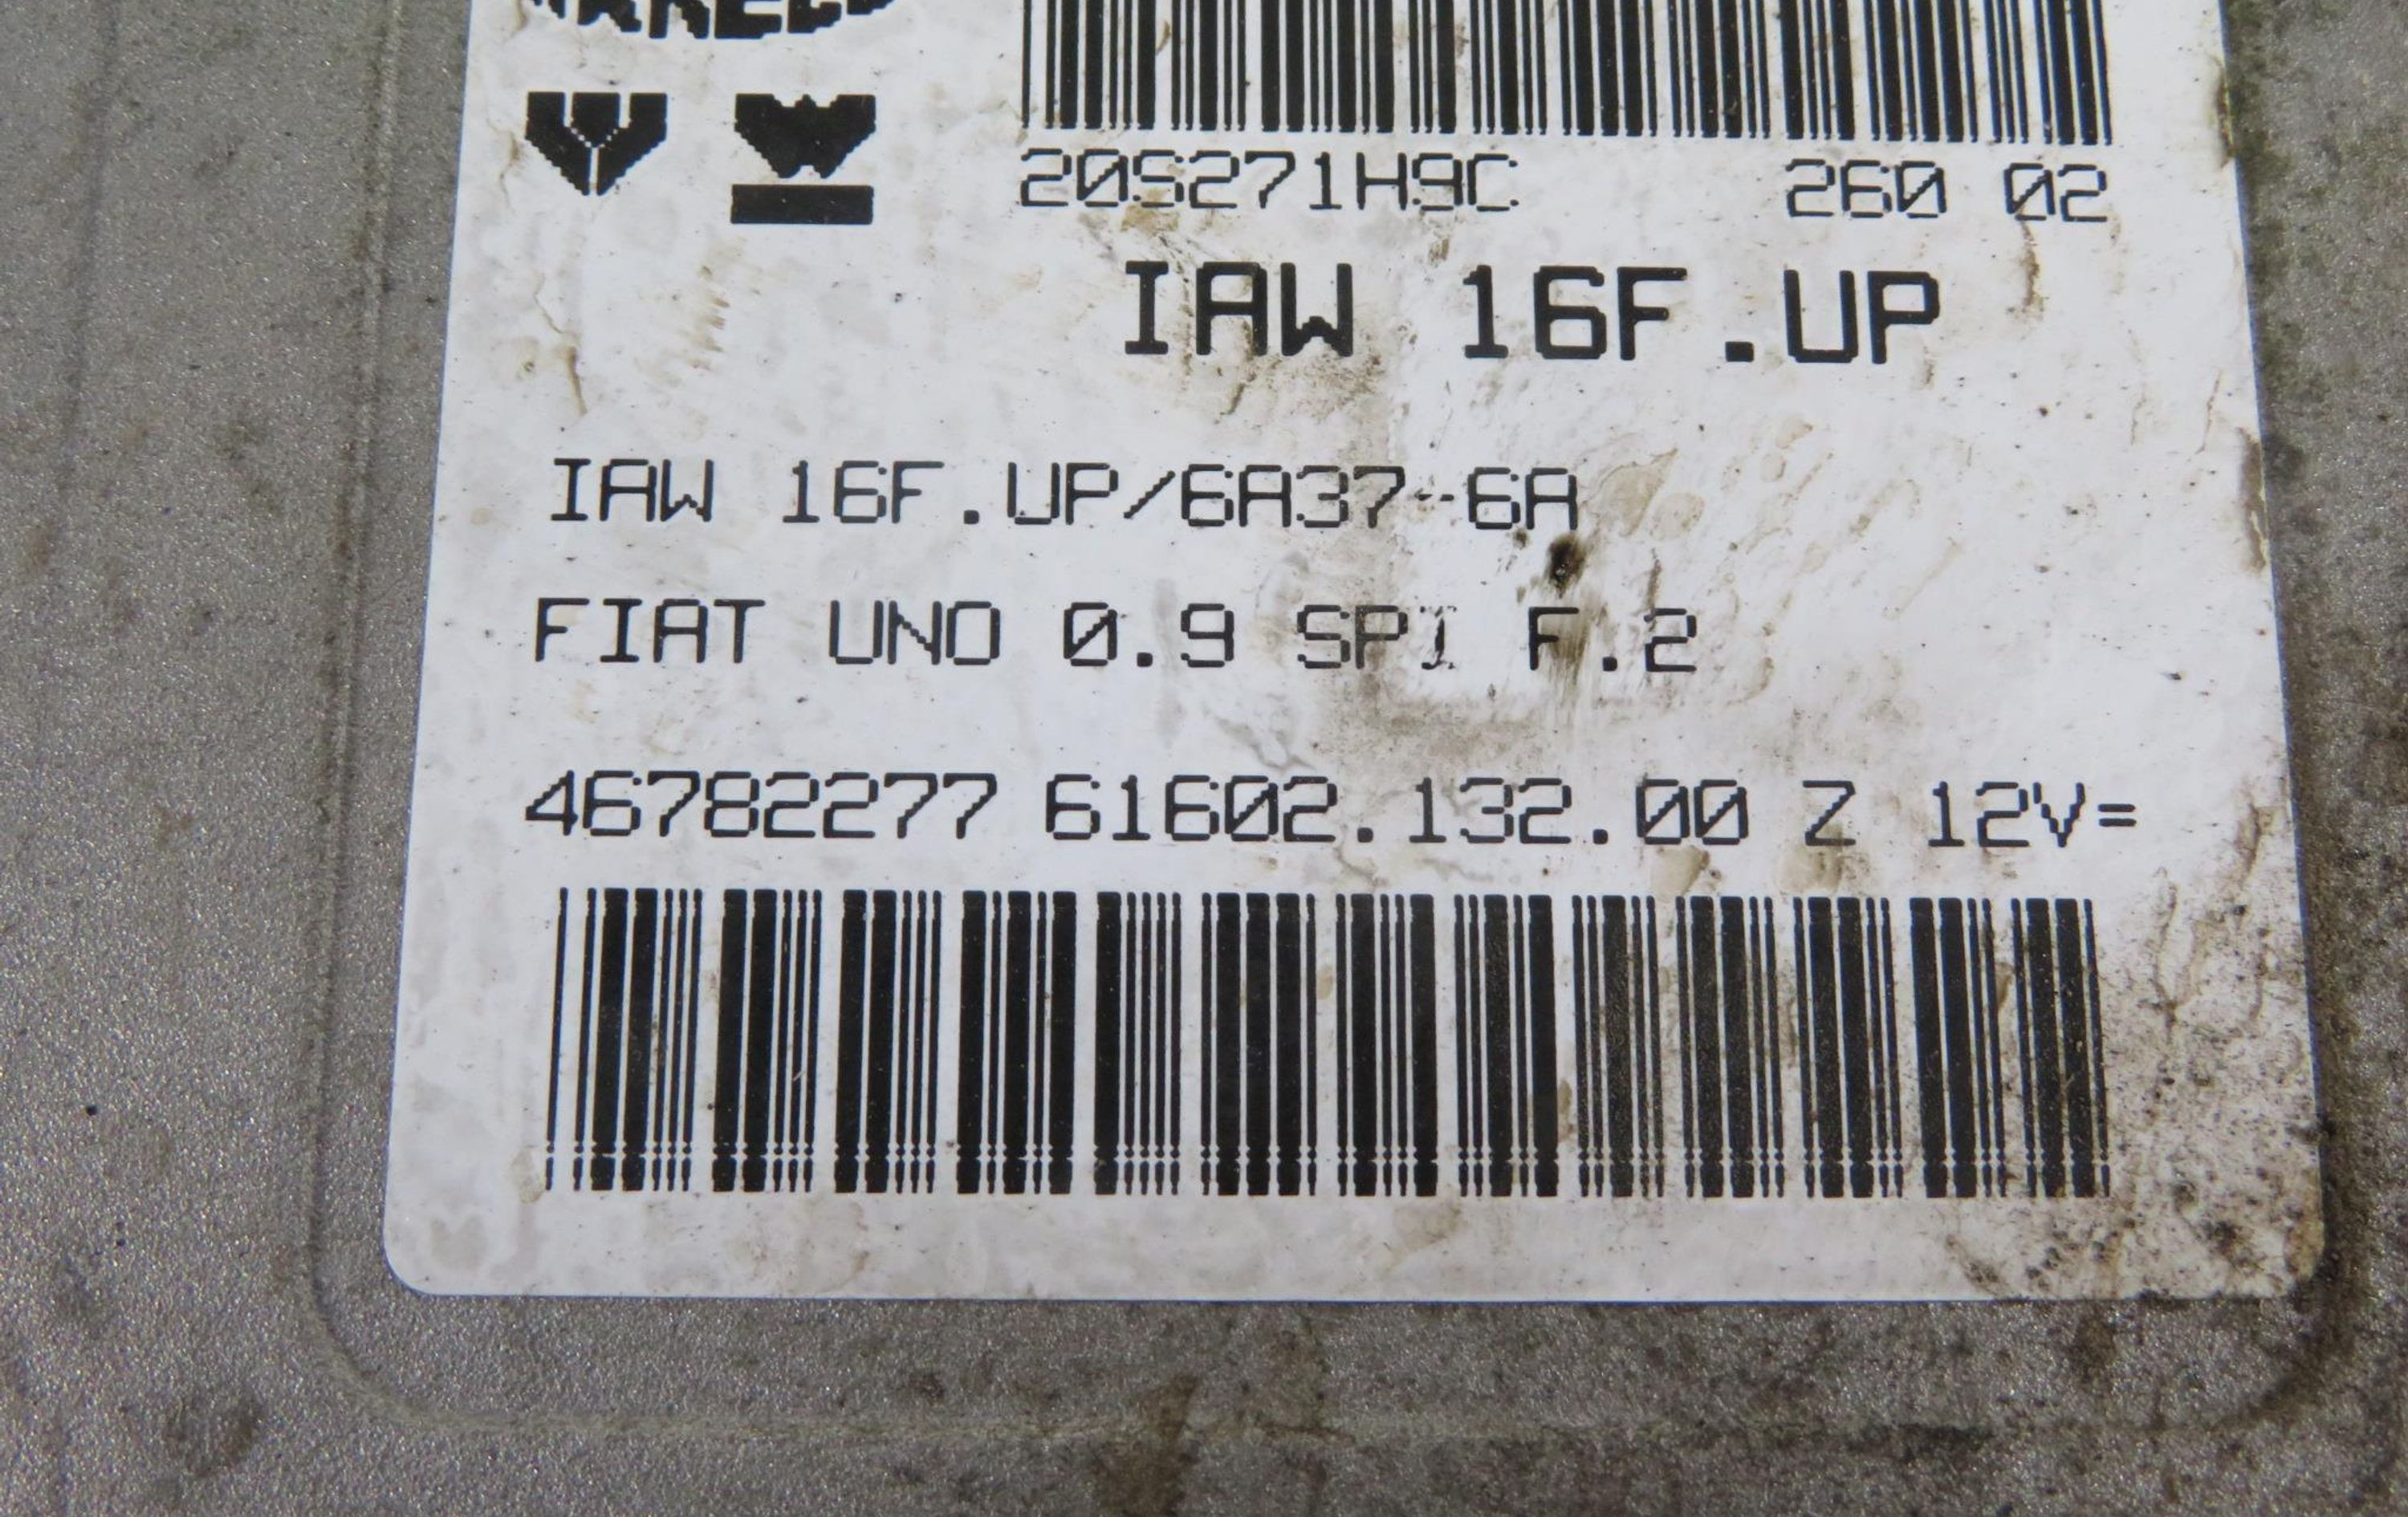 20S271H9C 260 02
IAW 16F.UP
IAW 16F.UP/6A37--6A
FIAT UNO 0.9 SPI F.2
46782277 61602.132.00 Z 12V=